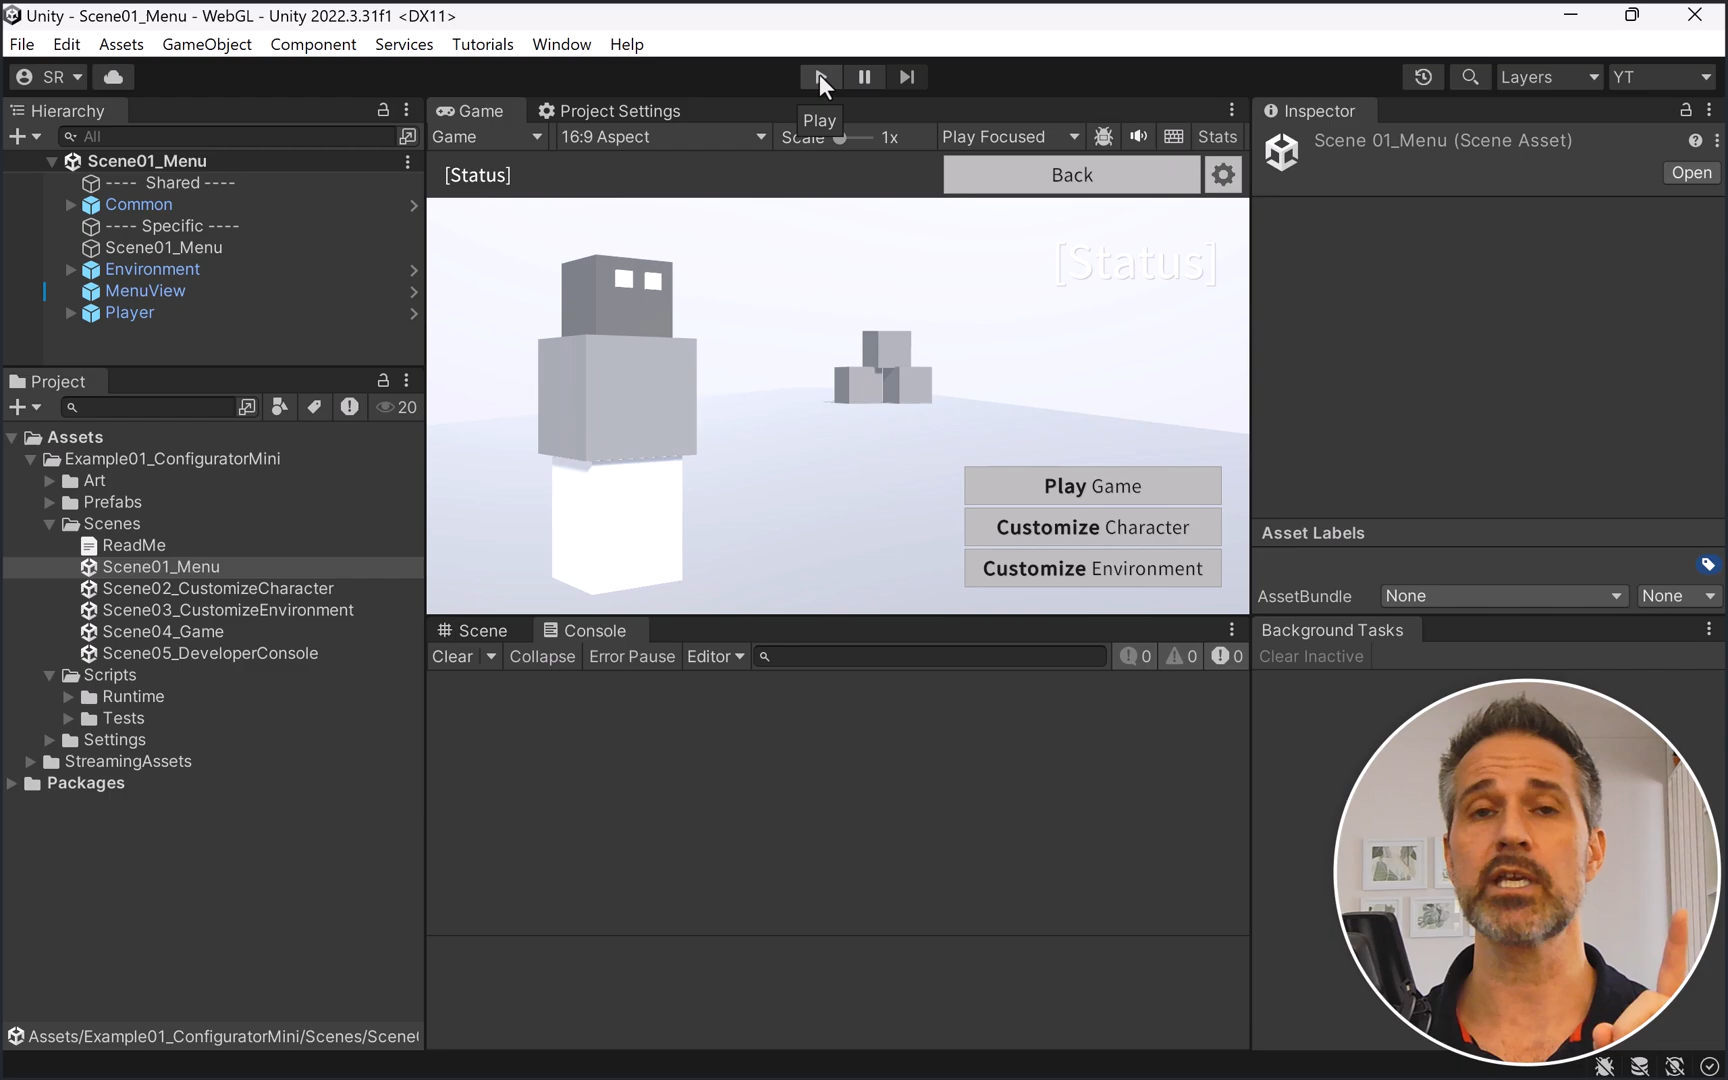 Unity - Scene01_Menu - WebGL - Unity 2022.3.31f1 <DX11>
File Edit Assets GameObject Component Services Tutorials Window Help
SR Layers YT
Hierarchy
All
Scene01_Menu
---- Shared ----
Common
---- Specific ----
Scene01_Menu
Environment
MenuView
Player
Project
20
Assets
Example01_ConfiguratorMini
Art
Prefabs
Scenes
ReadMe
Scene01_Menu
Scene02_CustomizeCharacter
Scene03_CustomizeEnvironment
Scene04_Game
Scene05_DeveloperConsole
Scripts
Runtime
Tests
Settings
StreamingAssets
Packages
Assets/Example01_ConfiguratorMini/Scenes/Scene
Game Project Settings
Play
Game 16:9 Aspect Scale 1x Play Focused Stats
[Status] Back
[Status]
Play Game
Customize Character
Customize Environment
Scene Console
Clear Collapse Error Pause Editor 0 0 0
Inspector
Scene 01_Menu (Scene Asset)
Open
Asset Labels
AssetBundle None None
Background Tasks
Clear Inactive